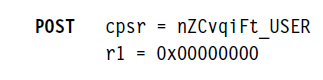 POST cpsr = nZCvqiFt_USER
r1 = 0x00000000